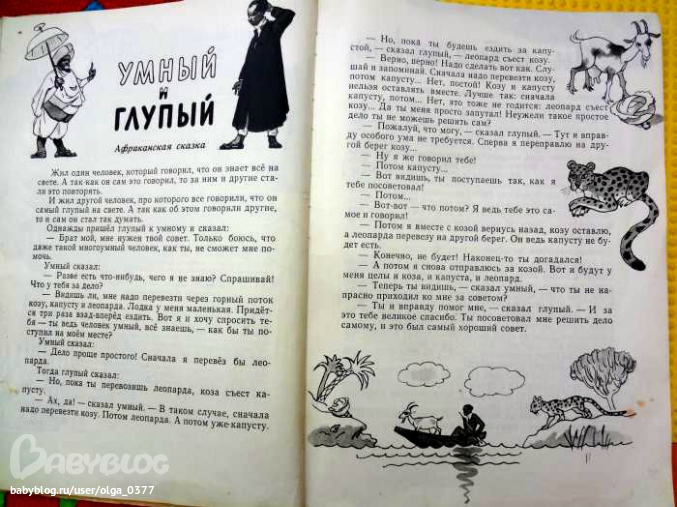 УМНЫЙ
И
ГЛУПЫЙ
Африканская сказка
Жил один человек, который говорил, что он знает всё на
свете. А так как он сам это говорил, то за ним и другие ста-
ли это повторять.
И жил другой человек, про которого все говорили, что он
самый глупый на свете. А так как об этом говорили другие,
то и сам он стал так думать.
Однажды пришёл глупый к умному и сказал:
— Брат мой, мне нужен твой совет. Только боюсь, что
даже такой многоумный человек, как ты, не сможет мне по-
мочь.
Умный сказал:
— Разве есть что-нибудь, чего я не знаю? Спрашивай!
Что у тебя за дело?
— Видишь ли, мне надо перевезти через горный поток
козу, капусту и леопарда. Лодка у меня маленькая. Придёт-
ся три раза взад-вперёд ездить. Вот я и хочу спросить те-
бя — ты ведь человек умный, всё знаешь, — как бы ты по-
ступил на моём месте?
Умный сказал:
— Дело проще простого! Сначала я перевёз бы лео-
парда.
Тогда глупый сказал:
— Но, пока ты перевозишь леопарда, коза съест ка-
пусту.
— Ах, да! — сказал умный. — В таком случае, сначала
надо перевезти козу. Потом леопарда. А потом уже капусту.
— Но, пока ты будешь ездить за капу-
стой, — сказал глупый, — леопард съест козу.
— Верно, верно! Надо сделать вот как. Слу-
шай и запоминай. Сначала надо перевезти козу,
потом капусту... Нет, постой! Козу и капусту
нельзя оставлять вместе. Лучше так: сначала
капусту, потом... Нет, это тоже не годится: леопард съест
козу... Да ты меня просто запутал! Неужели такое простое
дело ты не можешь решить сам?
— Пожалуй, что могу, — сказал глупый. — Тут и вправ-
ду особого ума не требуется. Сперва я переправлю на дру-
гой берег козу...
— Ну я же говорил тебе!
— Потом капусту...
— Вот видишь, ты поступаешь так, как я
тебе посоветовал!
— Потом...
— Вот-вот — что потом? Я ведь тебе это са-
мое и говорил!
— Потом я вместе с козой вернусь назад, козу оставлю,
а леопарда перевезу на другой берег. Он ведь капусту не бу-
дет есть.
— Конечно, не будет! Наконец-то ты догадался!
— А потом я снова отправлюсь за козой. Вот и будут у
меня целы и коза, и капуста, и леопард.
— Теперь ты видишь, — сказал умный, — что ты не на-
прасно приходил ко мне за советом?
— Ты и вправду помог мне, — сказал глупый. — И за
это тебе великое спасибо. Ты посоветовал мне решить дело
самому, и это был самый хороший совет.
BABYBLOG
babyblog.ru/user/olga_0377